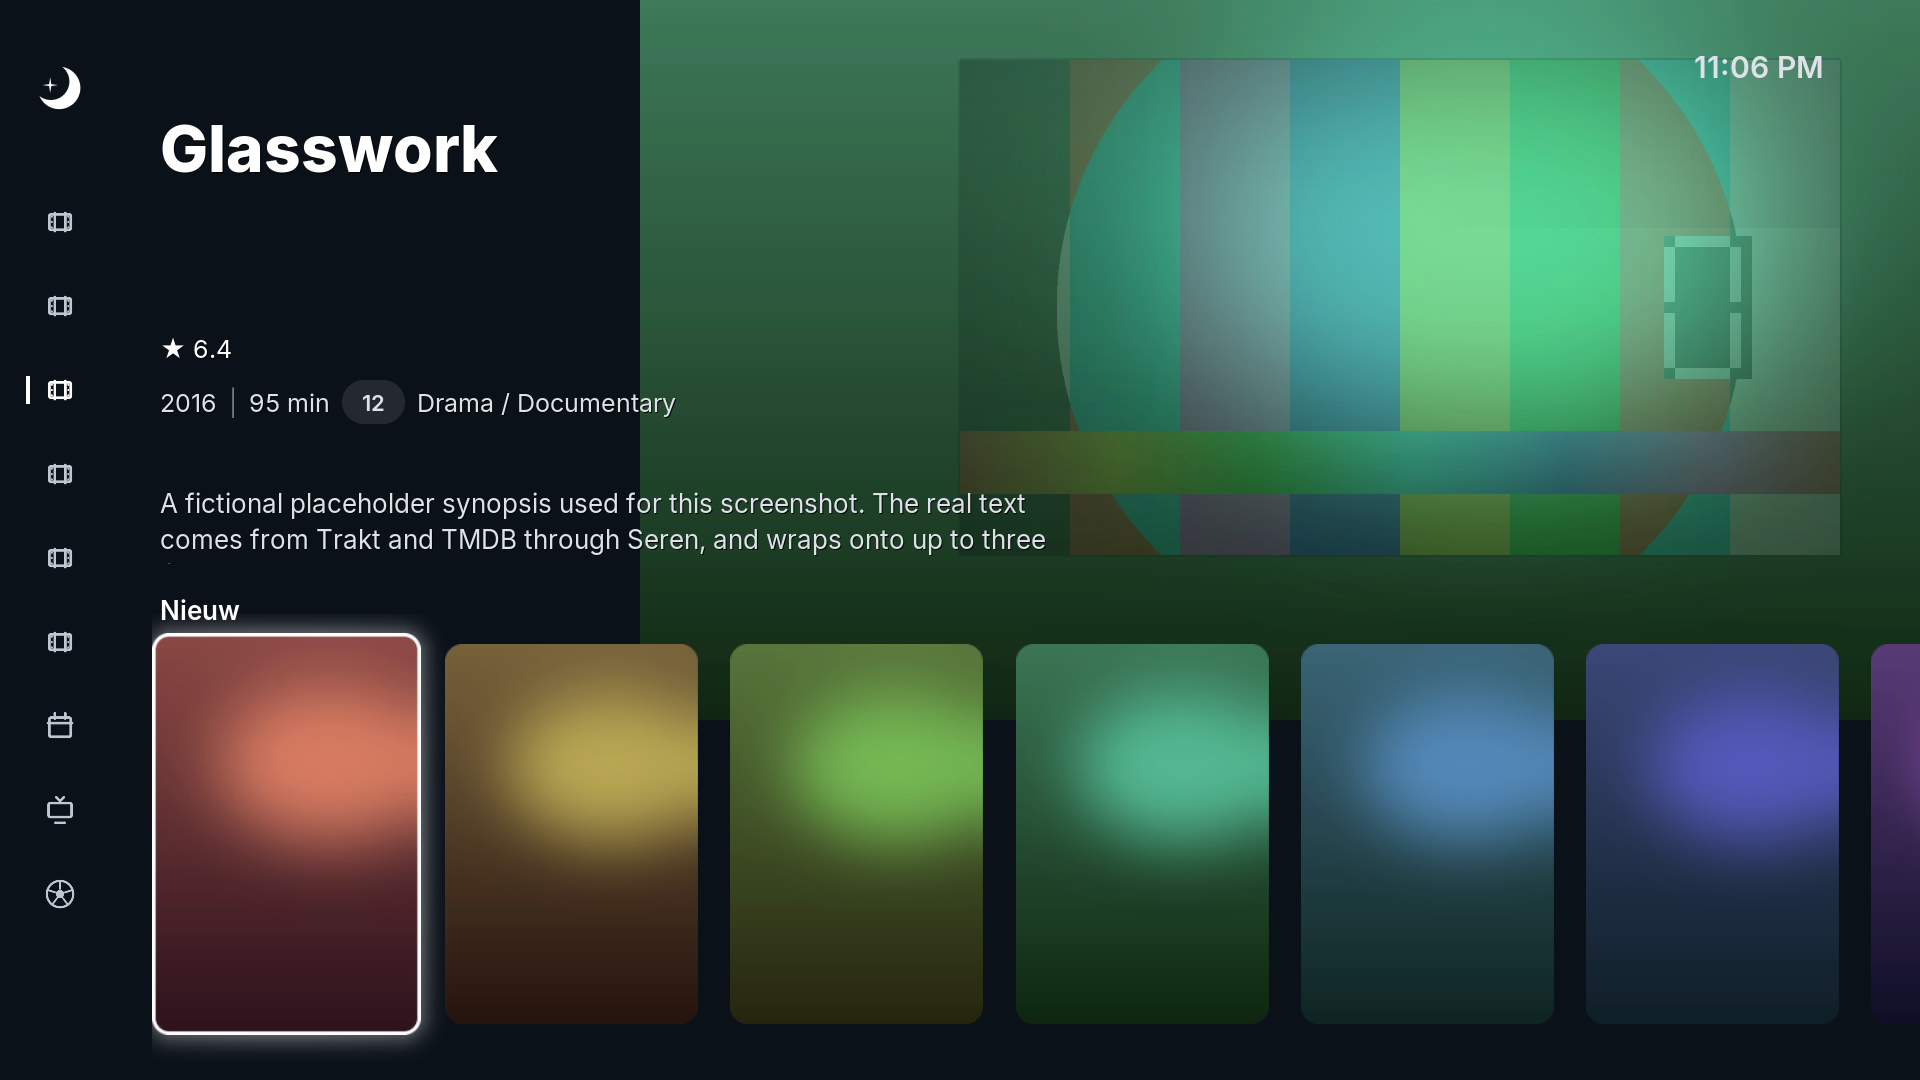 11:06 PM
Glasswork
★ 6.4
2016 | 95 min 12 Drama / Documentary
A fictional placeholder synopsis used for this screenshot. The real text
comes from Trakt and TMDB through Seren, and wraps onto up to three
Nieuw